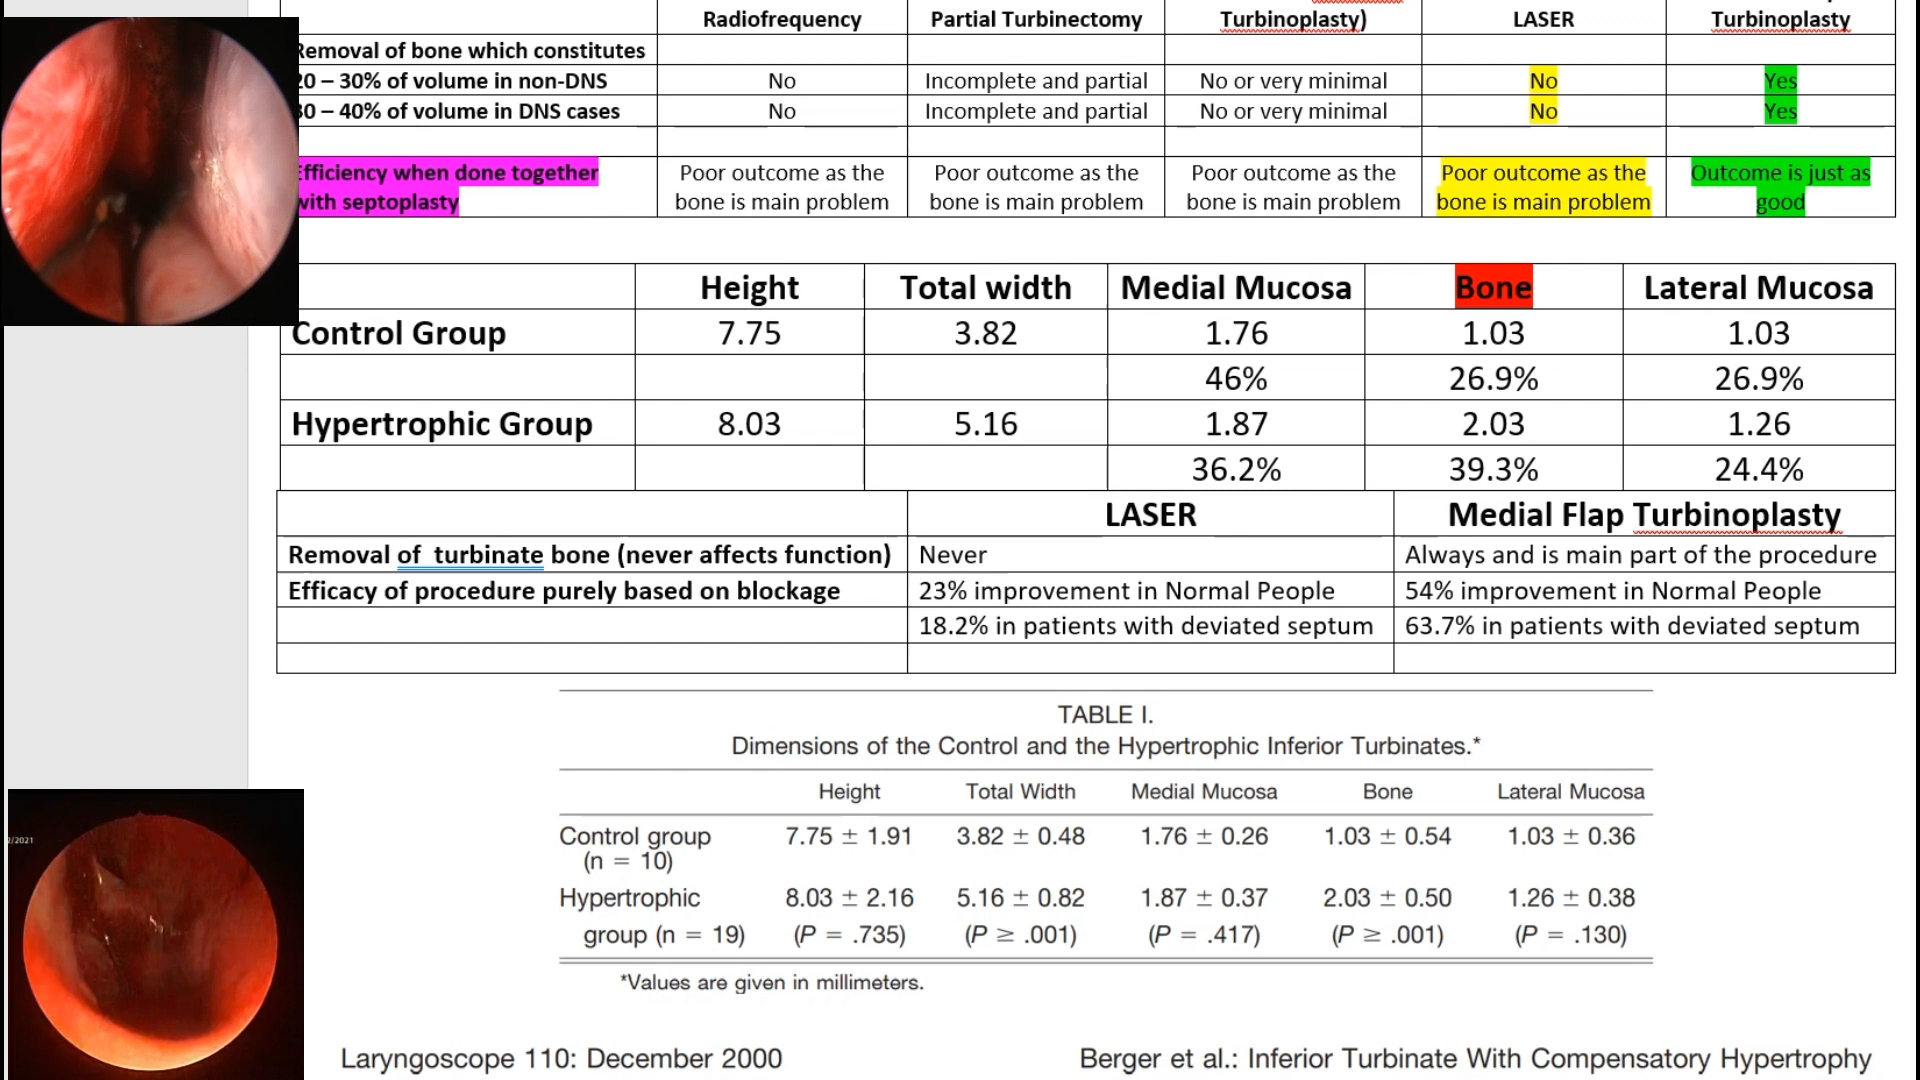 Radiofrequency Partial Turbinectomy Turbinoplasty) LASER Turbinoplasty
Removal of bone which constitutes
20 – 30% of volume in non-DNS No Incomplete and partial No or very minimal No Yes
30 – 40% of volume in DNS cases No Incomplete and partial No or very minimal No Yes
Efficiency when done together Poor outcome as the Poor outcome as the Poor outcome as the Poor outcome as the Outcome is just as
with septoplasty bone is main problem bone is main problem bone is main problem bone is main problem good
Height Total width Medial Mucosa Bone Lateral Mucosa
Control Group 7.75 3.82 1.76 1.03 1.03
46% 26.9% 26.9%
Hypertrophic Group 8.03 5.16 1.87 2.03 1.26
36.2% 39.3% 24.4%
LASER Medial Flap Turbinoplasty
Removal of turbinate bone (never affects function) Never Always and is main part of the procedure
Efficacy of procedure purely based on blockage 23% improvement in Normal People 54% improvement in Normal People
18.2% in patients with deviated septum 63.7% in patients with deviated septum
TABLE I.
Dimensions of the Control and the Hypertrophic Inferior Turbinates.*
Height Total Width Medial Mucosa Bone Lateral Mucosa
Control group 7.75 ± 1.91 3.82 ± 0.48 1.76 ± 0.26 1.03 ± 0.54 1.03 ± 0.36
(n = 10)
Hypertrophic 8.03 ± 2.16 5.16 ± 0.82 1.87 ± 0.37 2.03 ± 0.50 1.26 ± 0.38
group (n = 19) (P = .735) (P ≥ .001) (P = .417) (P ≥ .001) (P = .130)
*Values are given in millimeters.
2/2021
Laryngoscope 110: December 2000 Berger et al.: Inferior Turbinate With Compensatory Hypertrophy